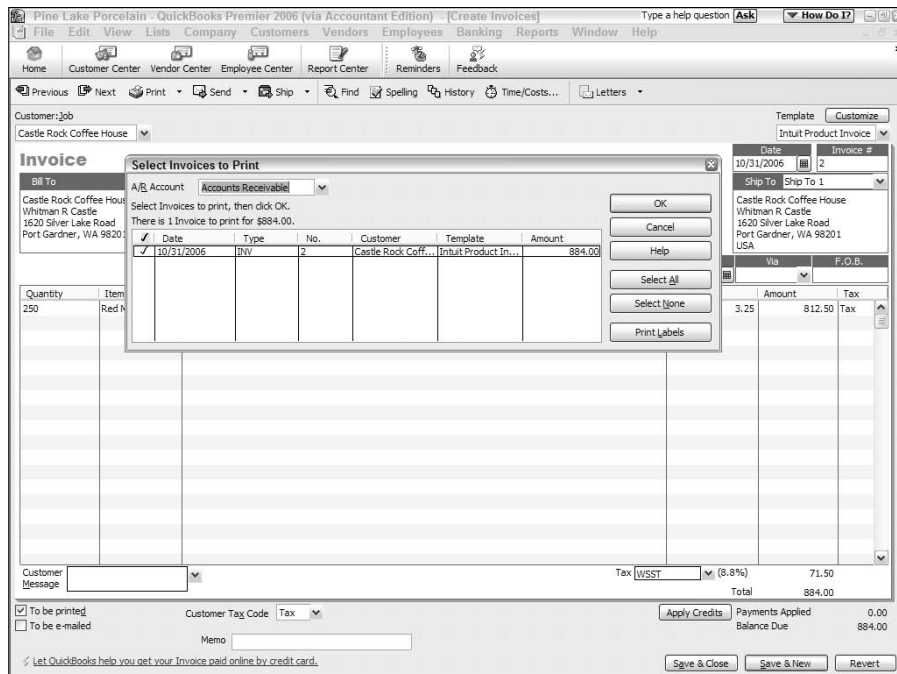 Pine Lake Porcelain - QuickBooks Premier 2006 (via Accountant Edition) - [Create Invoices] Type a help question Ask How Do I?
File Edit View Lists Company Customers Vendors Employees Banking Reports Window Help
Home Customer Center Vendor Center Employee Center Report Center Reminders Feedback
Previous Next Print Send Ship Find Spelling History Time/Costs... Letters
Customer:Job Template Customize
Castle Rock Coffee House Intuit Product Invoice
Invoice Date Invoice #
10/31/2006 2
Bill To Ship To Ship To 1
Castle Rock Coffee Hous
Whitman R Castle
1620 Silver Lake Road
Port Gardner, WA 98201
Castle Rock Coffee House
Whitman R Castle
1620 Silver Lake Road
Port Gardner, WA 98201
USA
Via F.O.B.
Select Invoices to Print
A/R Account Accounts Receivable
Select Invoices to print, then click OK.
There is 1 Invoice to print for $884.00.
✓ Date Type No. Customer Template Amount
✓ 10/31/2006 INV 2 Castle Rock Coff... Intuit Product In... 884.00
OK
Cancel
Help
Select All
Select None
Print Labels
Quantity Item Amount Tax
250 Red 3.25 812.50 Tax
Customer Message Tax WSST (8.8%) 71.50
Total 884.00
To be printed Customer Tax Code Tax Apply Credits Payments Applied 0.00
To be e-mailed Balance Due 884.00
Memo
Let QuickBooks help you get your Invoice paid online by credit card. Save & Close Save & New Revert